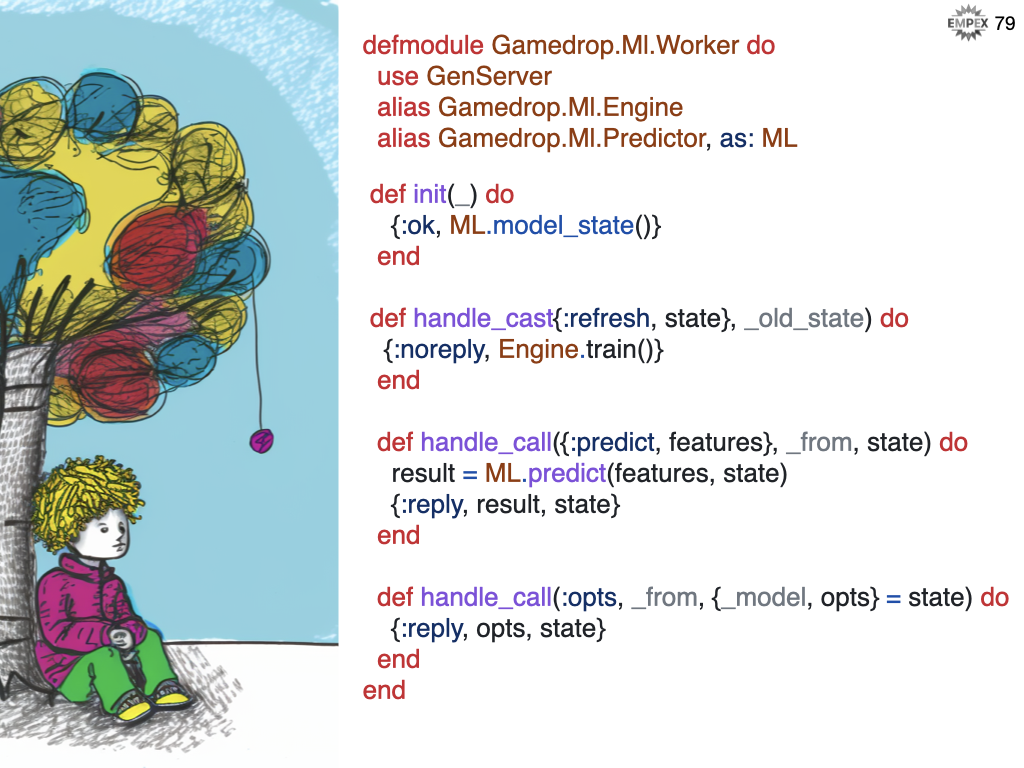 EMPEX 79
defmodule Gamedrop.Ml.Worker do
use GenServer
alias Gamedrop.Ml.Engine
alias Gamedrop.Ml.Predictor, as: ML
def init(_) do
{:ok, ML.model_state()}
end
def handle_cast{:refresh, state}, _old_state) do
{:noreply, Engine.train()}
end
def handle_call({:predict, features}, _from, state) do
result = ML.predict(features, state)
{:reply, result, state}
end
def handle_call(:opts, _from, {_model, opts} = state) do
{:reply, opts, state}
end
end